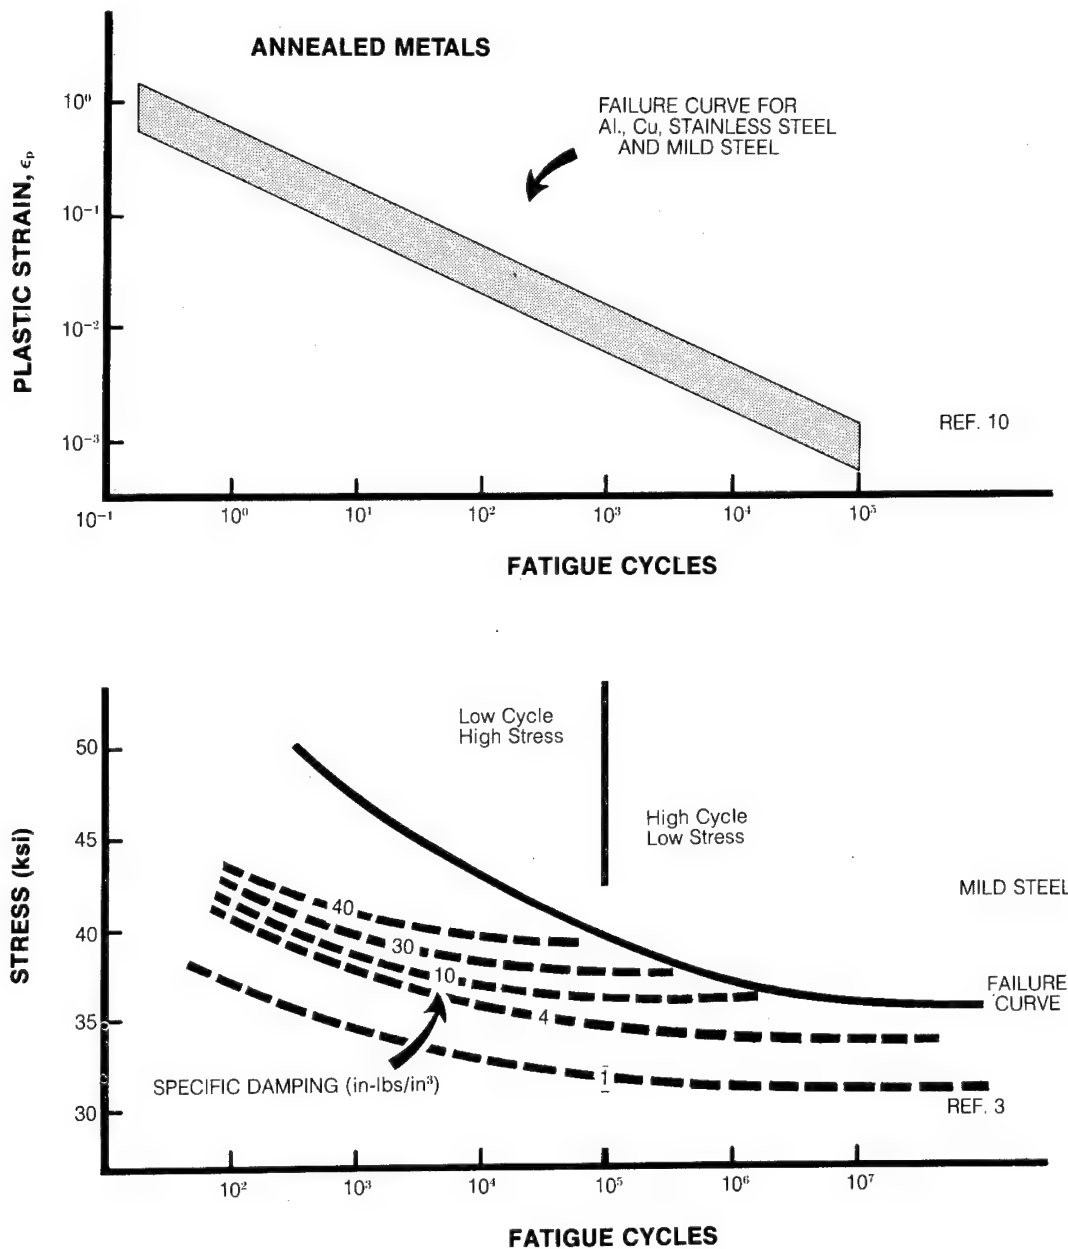 ANNEALED METALS
FAILURE CURVE FOR
Al., Cu, STAINLESS STEEL
AND MILD STEEL
PLASTIC STRAIN, ϵₚ
10⁰
10⁻¹
10⁻²
10⁻³
REF. 10
10⁻¹
10⁰
10¹
10²
10³
10⁴
10⁵
FATIGUE CYCLES
Low Cycle
High Stress
High Cycle
Low Stress
MILD STEEL
FAILURE
CURVE
STRESS (ksi)
50
45
40
35
30
40
30
10
4
1
SPECIFIC DAMPING (in-lbs/in³)
REF. 3
10²
10³
10⁴
10⁵
10⁶
10⁷
FATIGUE CYCLES